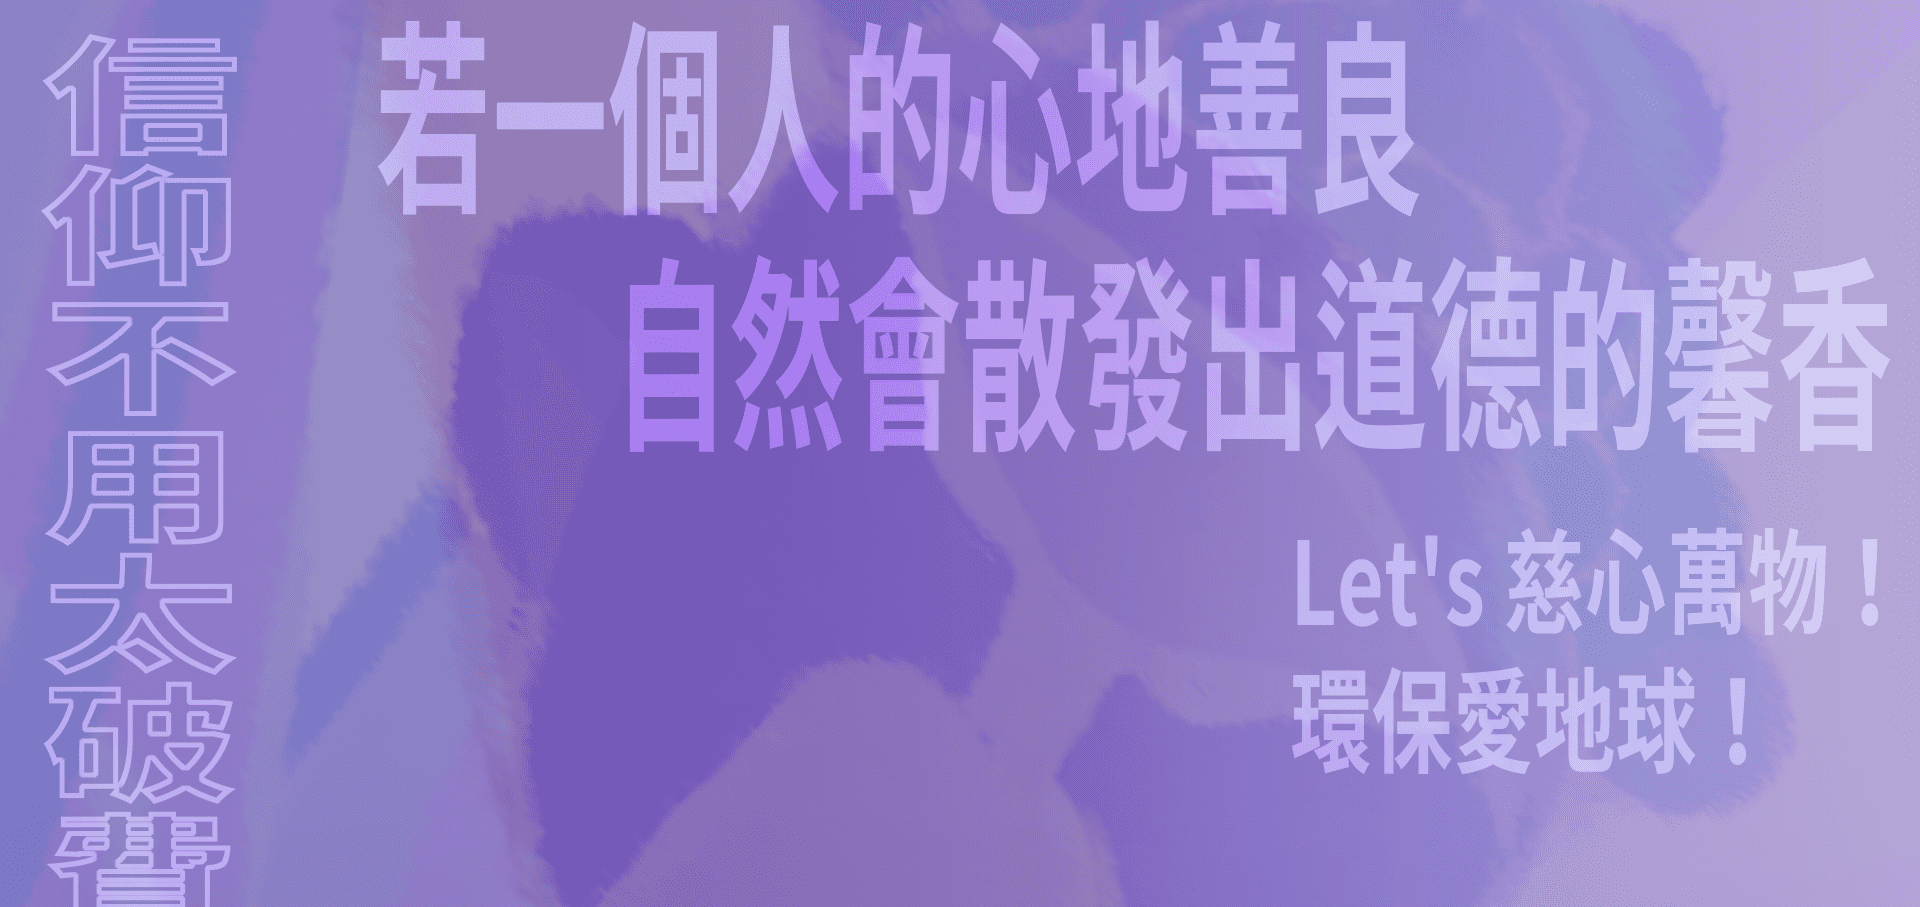 信仰不用太破費
若一個人的心地善良
自然會散發出道德的馨香
Let's 慈心萬物！
環保愛地球！